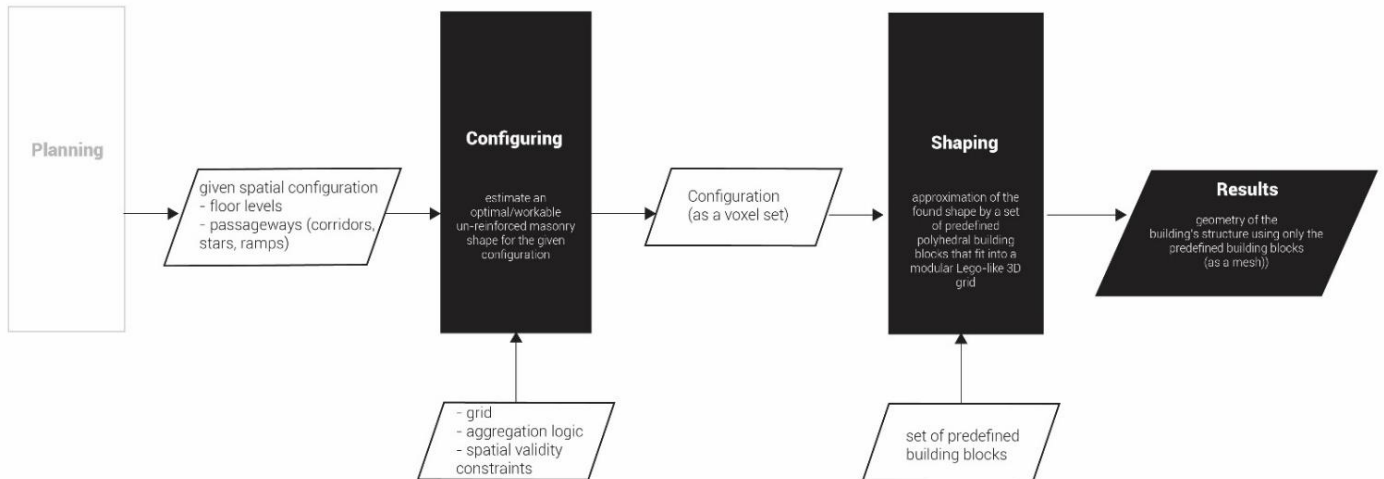 Planning
given spatial configuration
- floor levels
- passageways (corridors,
stars, ramps)
Configuring
estimate an
optimal/workable
un-reinforced masonry
shape for the given
configuration
- grid
- aggregation logic
- spatial validity
constraints
Configuration
(as a voxel set)
Shaping
approximation of the
found shape by a set
of predefined
polyhedral building
blocks that fit into a
modular Lego-like 3D
grid
set of predefined
building blocks
Results
geometry of the
building's structure using only the
predefined building blocks
(as a mesh))